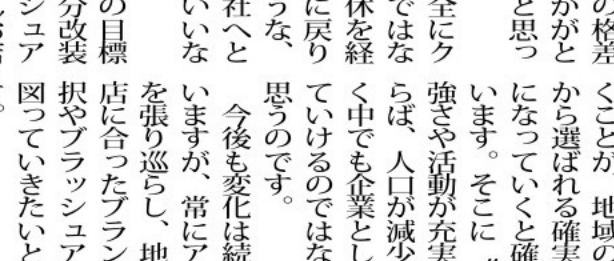 の格差
かがと
と思っ
全にク
ではな
休を経
に戻り
うな、
社へと
いいな
の目標
分改装
シュア
くことが、地域の
から選ばれる確実
になっていくと確
います。そこに〝
強さや活動が充実
らば、人口が減少
く中でも企業とし
ていけるのではな
思うのです。
今後も変化は続
いますが、常にア
を張り巡らし、地
店に合ったブラン
択やブラッシュア
図っていきたいと